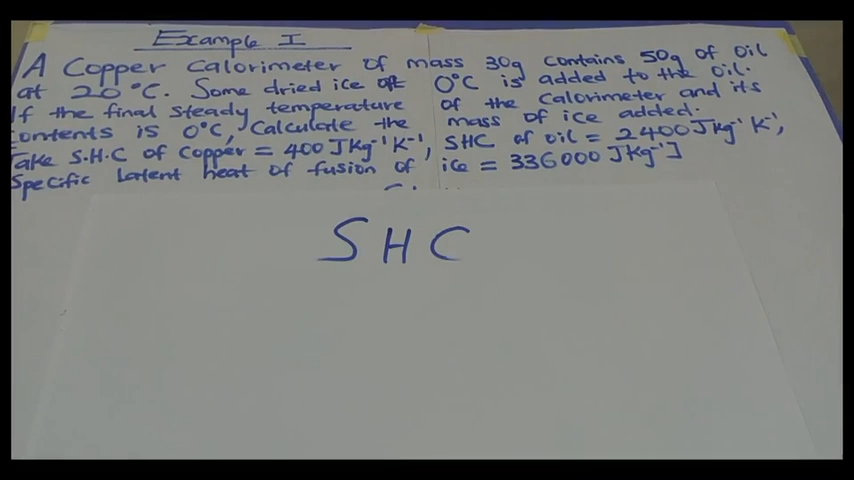 Example I
A Copper Calorimeter of mass 30g contains 50g of oil
at 20°C. Some dried ice at 0°C is added to the oil.
If the final steady temperature of the calorimeter and its
contents is 0°C, Calculate the mass of ice added.
Take S.H.C of Copper = 400 JKg⁻¹K⁻¹, SHC of oil = 2400JKg⁻¹K⁻¹,
Specific Latent heat of fusion of ice = 336000 JKg⁻¹]
SHC